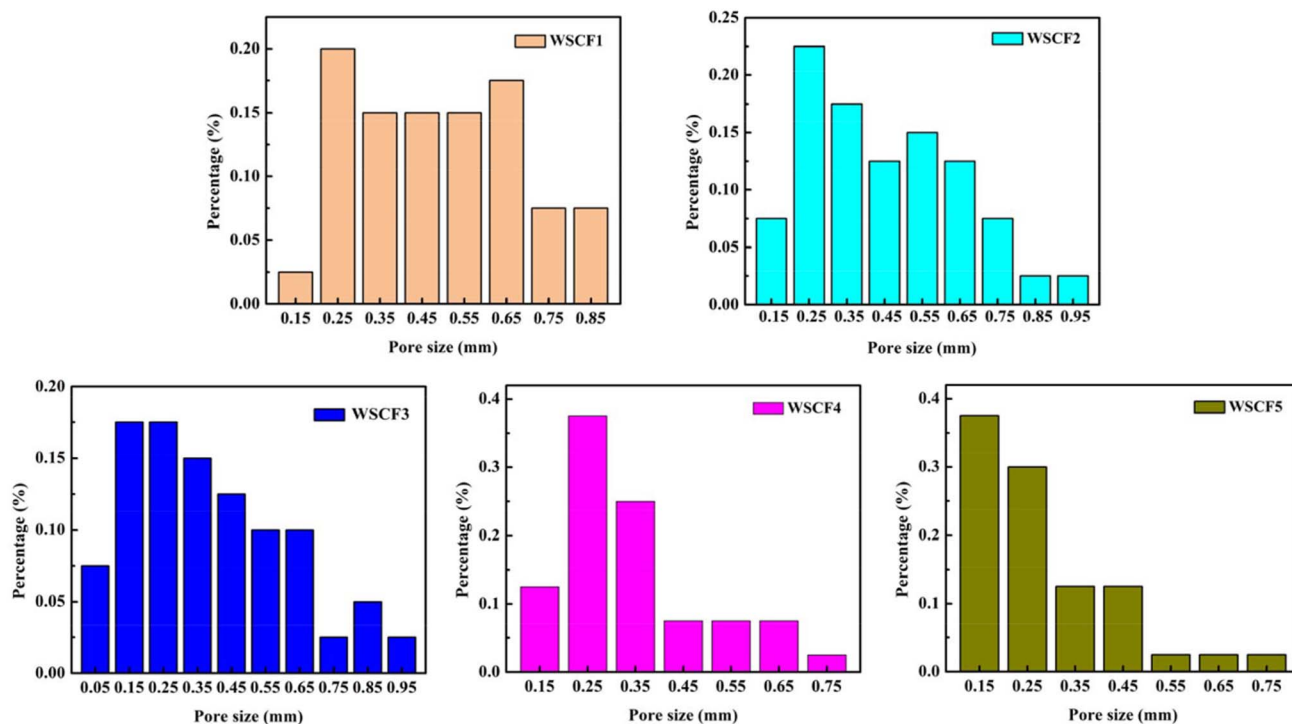 WSCF1
Percentage (%)
0.20
0.15
0.10
0.05
0.00
0.15 0.25 0.35 0.45 0.55 0.65 0.75 0.85
Pore size (mm)
WSCF2
Percentage (%)
0.25
0.20
0.15
0.10
0.05
0.00
0.15 0.25 0.35 0.45 0.55 0.65 0.75 0.85 0.95
Pore size (mm)
WSCF3
Percentage (%)
0.20
0.15
0.10
0.05
0.00
0.05 0.15 0.25 0.35 0.45 0.55 0.65 0.75 0.85 0.95
Pore size (mm)
WSCF4
Percentage (%)
0.4
0.3
0.2
0.1
0.0
0.15 0.25 0.35 0.45 0.55 0.65 0.75
Pore size (mm)
WSCF5
Percentage (%)
0.4
0.3
0.2
0.1
0.0
0.15 0.25 0.35 0.45 0.55 0.65 0.75
Pore size (mm)